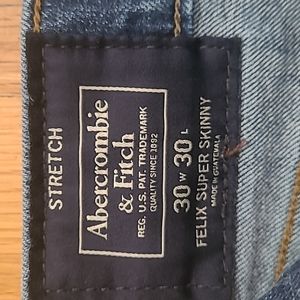 STRETCH
Abercrombie
& Fitch
REG. U.S. PAT. TRADEMARK
QUALITY SINCE 1892
30 W 30 L
FELIX SUPER SKINNY
MADE IN GUATEMALA